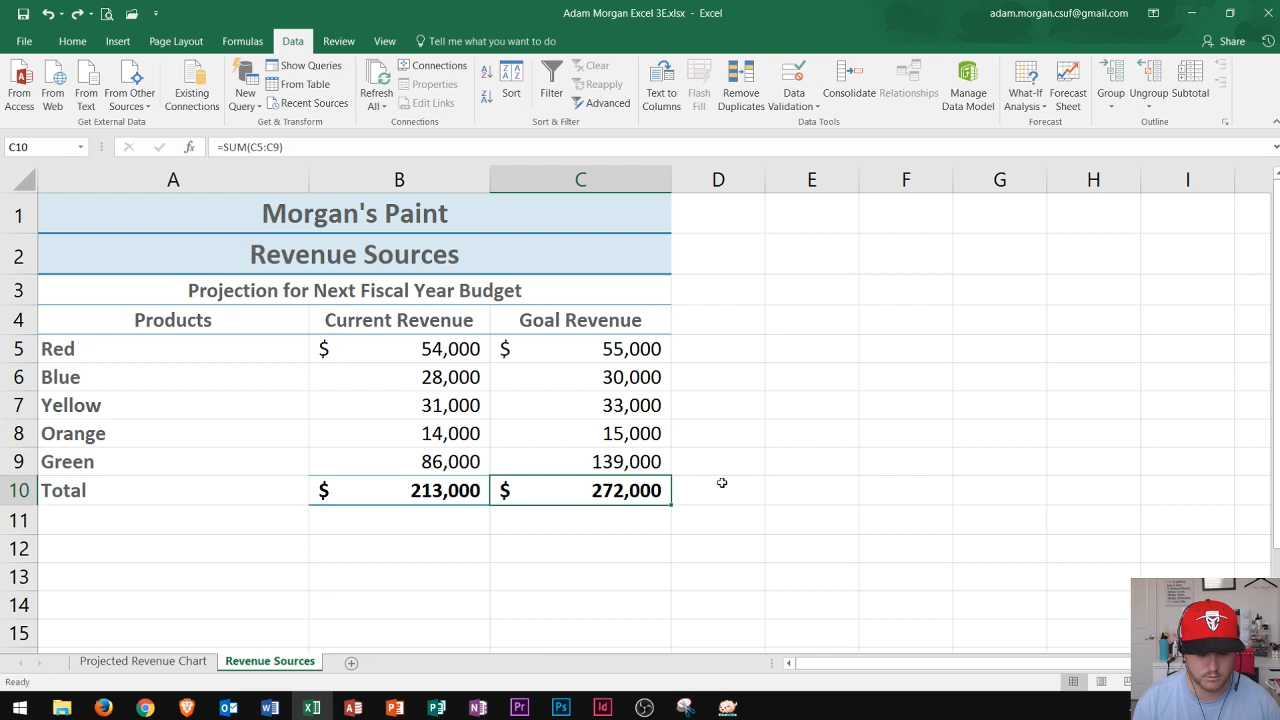 Adam Morgan Excel 3E.xlsx - Excel
adam.morgan.csuf@gmail.com
File Home Insert Page Layout Formulas Data Review View Tell me what you want to do Share
From Access
From Web
From Text
From Other Sources
Get External Data
Existing Connections
New Query
Show Queries
From Table
Recent Sources
Get & Transform
Refresh All
Connections
Properties
Edit Links
Connections
Sort
Filter
Clear
Reapply
Advanced
Sort & Filter
Text to Columns
Flash Fill
Remove Duplicates
Data Validation
Consolidate
Relationships
Manage Data Model
Data Tools
What-If Analysis
Forecast Sheet
Forecast
Group
Ungroup
Subtotal
Outline
C10 fx =SUM(C5:C9)
A B C D E F G H I
1 Morgan's Paint
2 Revenue Sources
3 Projection for Next Fiscal Year Budget
4 Products Current Revenue Goal Revenue
5 Red $ 54,000 $ 55,000
6 Blue 28,000 30,000
7 Yellow 31,000 33,000
8 Orange 14,000 15,000
9 Green 86,000 139,000
10 Total $ 213,000 $ 272,000
11
12
13
14
15
Projected Revenue Chart Revenue Sources
Ready